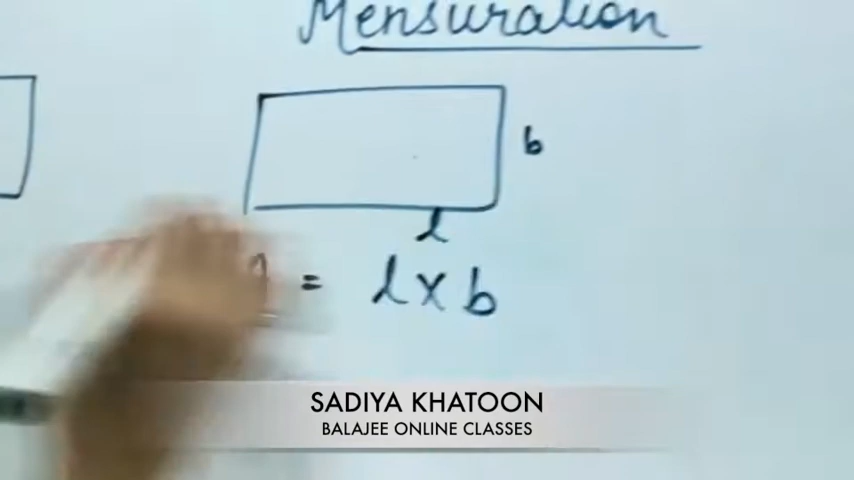 Mensuration
b
l
= l x b
SADIYA KHATOON
BALAJEE ONLINE CLASSES